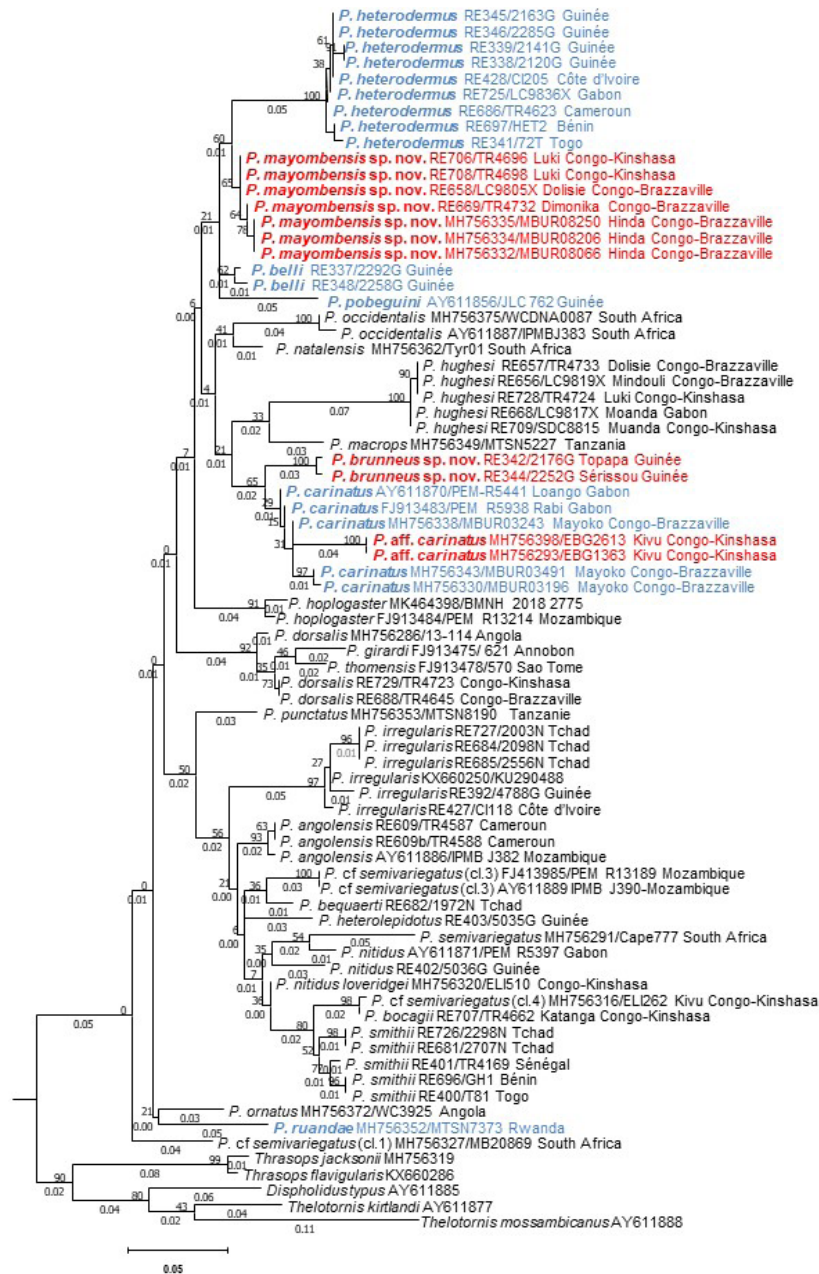 P. heterodermus RE345/2163G Guinée
P. heterodermus RE346/2285G Guinée
P. heterodermus RE339/2141G Guinée
P. heterodermus RE338/2120G Guinée
P. heterodermus RE428/CI205 Côte d'Ivoire
P. heterodermus RE725/LC9836X Gabon
P. heterodermus RE686/TR4623 Cameroun
P. heterodermus RE697/HET2 Bénin
P. heterodermus RE341/72T Togo
P. mayombensis sp. nov. RE706/TR4696 Luki Congo-Kinshasa
P. mayombensis sp. nov. RE708/TR4698 Luki Congo-Kinshasa
P. mayombensis sp. nov. RE658/LC9805X Dolisie Congo-Brazzaville
P. mayombensis sp. nov. RE669/TR4732 Dimonika Congo-Brazzaville
P. mayombensis sp. nov. MH756335/MBUR08250 Hinda Congo-Brazzaville
P. mayombensis sp. nov. MH756334/MBUR08206 Hinda Congo-Brazzaville
P. mayombensis sp. nov. MH756332/MBUR08066 Hinda Congo-Brazzaville
P. belli RE337/2292G Guinée
P. belli RE348/2258G Guinée
P. pobeguini AY611856/JLC 762 Guinée
P. occidentalis MH756375/WCDNA0087 South Africa
P. occidentalis AY611887/IPMBJ383 South Africa
P. natalensis MH756362/Tyr01 South Africa
P. hughesi RE657/TR4733 Dolisie Congo-Brazzaville
P. hughesi RE656/LC9819X Mindouli Congo-Brazzaville
P. hughesi RE728/TR4724 Luki Congo-Kinshasa
P. hughesi RE668/LC9817X Moanda Gabon
P. hughesi RE709/SDC8815 Muanda Congo-Kinshasa
P. macrops MH756349/MTSN5227 Tanzania
P. brunneus sp. nov. RE342/2176G Topapa Guinée
P. brunneus sp. nov. RE344/2252G Sérissou Guinée
P. carinatus AY611870/PEM-R5441 Loango Gabon
P. carinatus FJ913483/PEM R5938 Rabi Gabon
P. carinatus MH756338/MBUR03243 Mayoko Congo-Brazzaville
P. aff. carinatus MH756398/EBG2613 Kivu Congo-Kinshasa
P. aff. carinatus MH756293/EBG1363 Kivu Congo-Kinshasa
P. carinatus MH756343/MBUR03491 Mayoko Congo-Brazzaville
P. carinatus MH756330/MBUR03196 Mayoko Congo-Brazzaville
P. hoplogaster MK464398/BMNH 2018 2775
P. hoplogaster FJ913484/PEM R13214 Mozambique
P. dorsalis MH756286/13-114 Angola
P. girardi FJ913475/ 621 Annobon
P. thomensis FJ913478/570 Sao Tome
P. dorsalis RE729/TR4723 Congo-Kinshasa
P. dorsalis RE688/TR4645 Congo-Brazzaville
P. punctatus MH756353/MTSN8190 Tanzanie
P. irregularis RE727/2003N Tchad
P. irregularis RE684/2098N Tchad
P. irregularis RE685/2556N Tchad
P. irregularis KX660250/KU290488
P. irregularis RE392/4788G Guinée
P. irregularis RE427/CI118 Côte d'Ivoire
P. angolensis RE609/TR4587 Cameroun
P. angolensis RE609b/TR4588 Cameroun
P. angolensis AY611886/IPMB J382 Mozambique
P. cf semivariegatus (cl.3) FJ413985/PEM R13189 Mozambique
P. cf semivariegatus (cl.3) AY611889 IPMB J390-Mozambique
P. bequaerti RE682/1972N Tchad
P. heterolepidotus RE403/5035G Guinée
P. semivariegatus MH756291/Cape777 South Africa
P. nitidus AY611871/PEM R5397 Gabon
P. nitidus RE402/5036G Guinée
P. nitidus loveridgei MH756320/ELI510 Congo-Kinshasa
P. cf semivariegatus (cl.4) MH756316/ELI262 Kivu Congo-Kinshasa
P. bocagii RE707/TR4662 Katanga Congo-Kinshasa
P. smithii RE726/2298N Tchad
P. smithii RE681/2707N Tchad
P. smithii RE401/TR4169 Sénégal
P. smithii RE696/GH1 Bénin
P. smithii RE400/T81 Togo
P. ornatus MH756372/WC3925 Angola
P. ruandae MH756352/MTSN7373 Rwanda
P. cf semivariegatus (cl.1) MH756327/MB20869 South Africa
Thrasops jacksonii MH756319
Thrasops flavigularis KX660286
Dispholidus typus AY611885
Thelotornis kirtlandi AY611877
Thelotornis mossambicanus AY611888
0.05